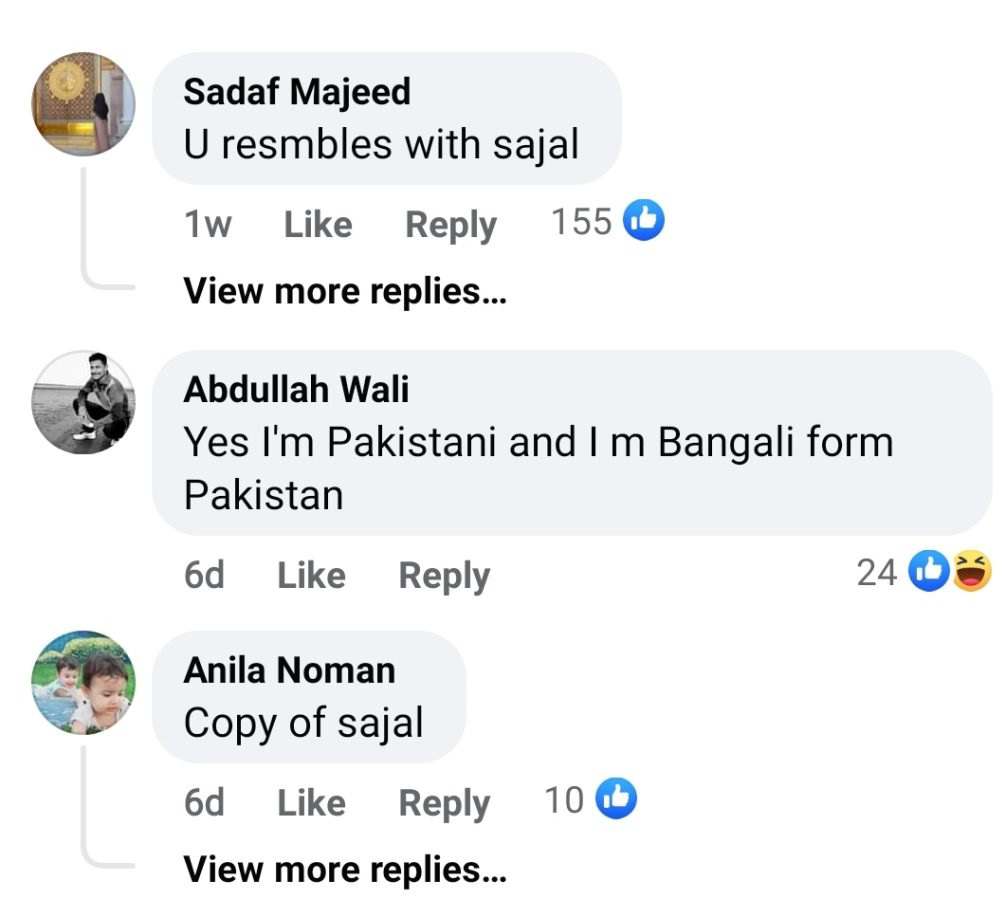 Sadaf Majeed
U resmbles with sajal
1w Like Reply 155
View more replies...
Abdullah Wali
Yes I'm Pakistani and I m Bangali form
Pakistan
6d Like Reply 24
Anila Noman
Copy of sajal
6d Like Reply 10
View more replies...